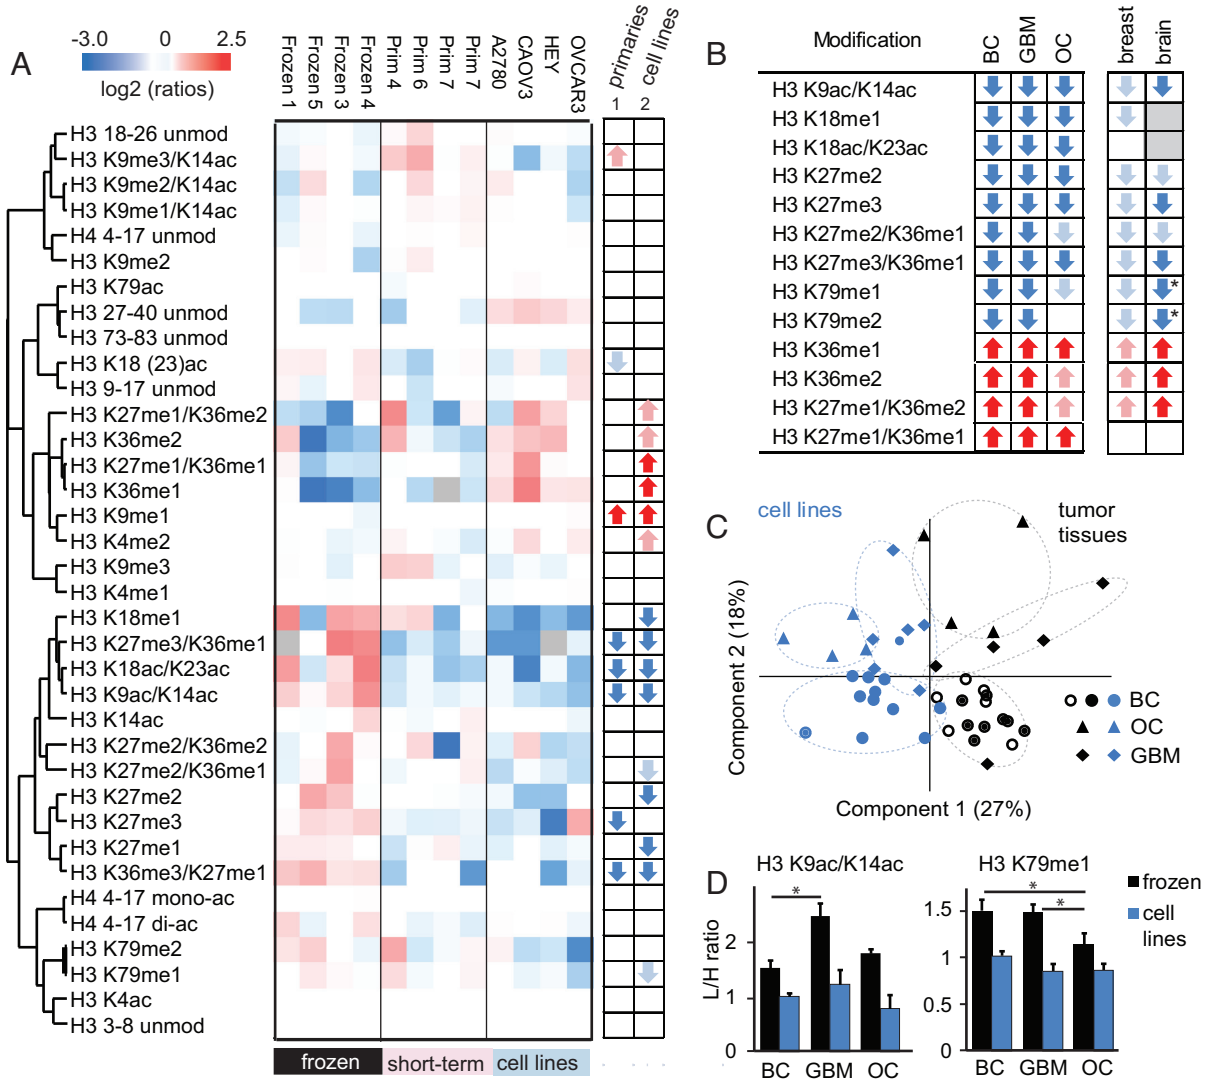 A
-3.0 0 2.5
log2 (ratios)
Frozen 1
Frozen 5
Frozen 3
Frozen 4
Prim 4
Prim 6
Prim 7
Prim 7
A2780
CAOV3
HEY
OVCAR3
primaries
cell lines
1 2
H3 18-26 unmod
H3 K9me3/K14ac
H3 K9me2/K14ac
H3 K9me1/K14ac
H4 4-17 unmod
H3 K9me2
H3 K79ac
H3 27-40 unmod
H3 73-83 unmod
H3 K18 (23)ac
H3 9-17 unmod
H3 K27me1/K36me2
H3 K36me2
H3 K27me1/K36me1
H3 K36me1
H3 K9me1
H3 K4me2
H3 K9me3
H3 K4me1
H3 K18me1
H3 K27me3/K36me1
H3 K18ac/K23ac
H3 K9ac/K14ac
H3 K14ac
H3 K27me2/K36me2
H3 K27me2/K36me1
H3 K27me2
H3 K27me3
H3 K27me1
H3 K36me3/K27me1
H4 4-17 mono-ac
H4 4-17 di-ac
H3 K79me2
H3 K79me1
H3 K4ac
H3 3-8 unmod
frozen short-term cell lines
B
Modification BC GBM OC breast brain
H3 K9ac/K14ac
H3 K18me1
H3 K18ac/K23ac
H3 K27me2
H3 K27me3
H3 K27me2/K36me1
H3 K27me3/K36me1
H3 K79me1 *
H3 K79me2 *
H3 K36me1
H3 K36me2
H3 K27me1/K36me2
H3 K27me1/K36me1
C
cell lines
tumor
tissues
Component 2 (18%)
Component 1 (27%)
BC
OC
GBM
D
H3 K9ac/K14ac
L/H ratio
2
1
0
*
BC GBM OC
H3 K79me1
1.5
1
0.5
0
*
*
BC GBM OC
frozen
cell
lines